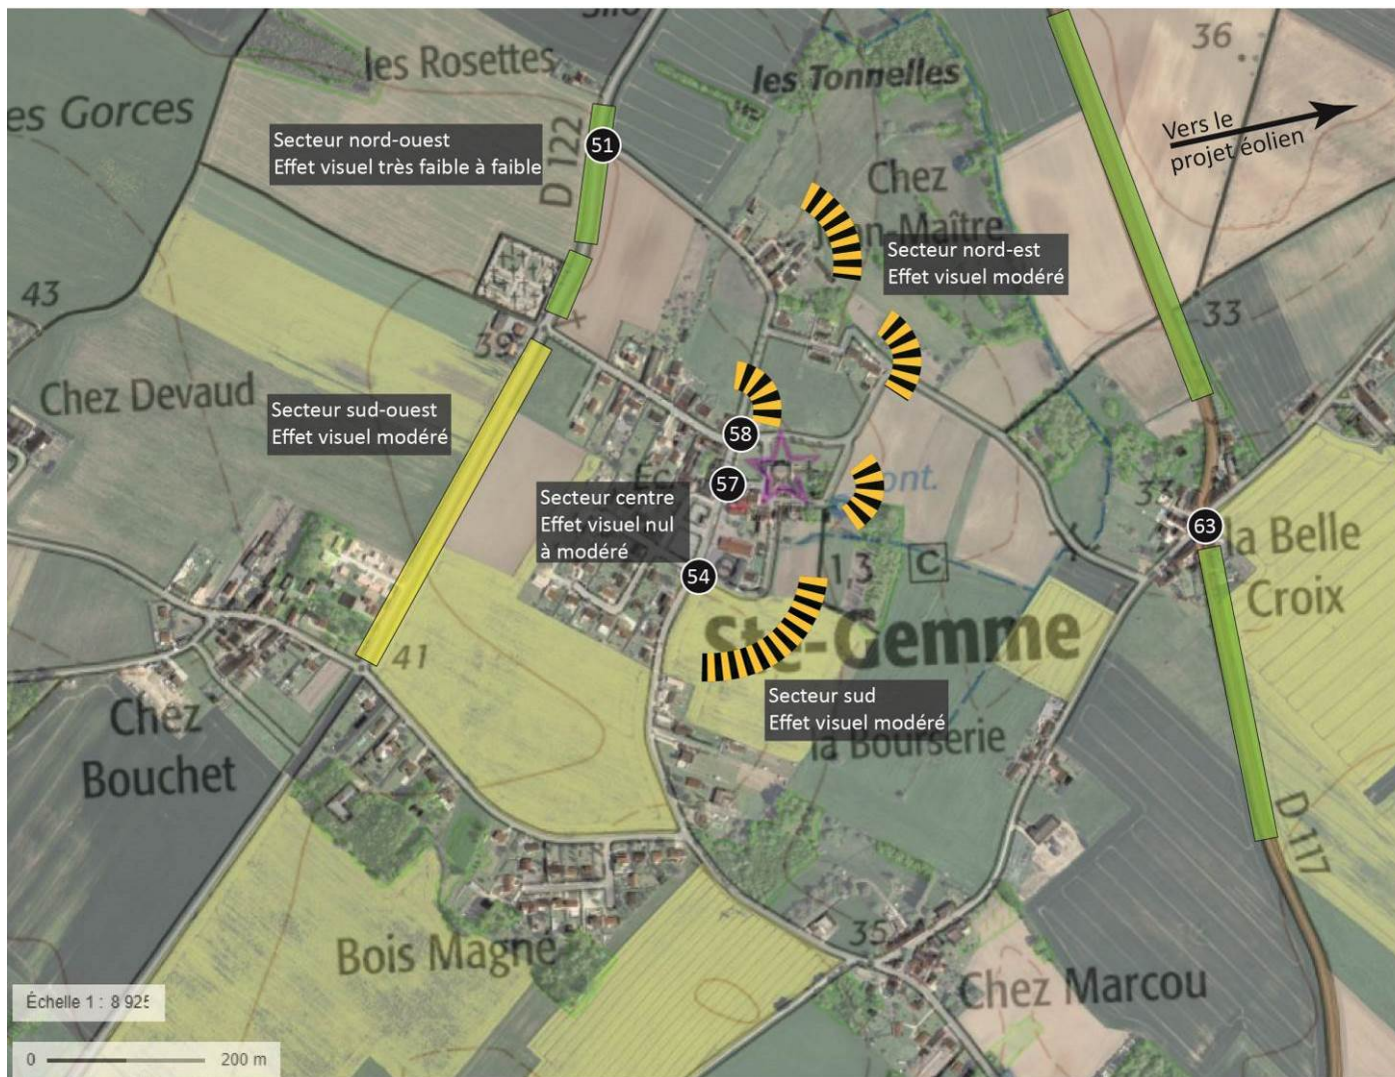 les Rosettes
es Gorces
les Tonnelles
36
Vers le
projet éolien
Secteur nord-ouest
Effet visuel très faible à faible
D 122
51
Chez
Secteur nord-est
Effet visuel modéré
43
39
33
Chez Devaud
Secteur sud-ouest
Effet visuel modéré
58
57
Secteur centre
Effet visuel nul
à modéré
54
ont.
33
63
la Belle
Croix
13
C
Ste-Gemme
41
Secteur sud
Effet visuel modéré
la Bourserie
Chez
Bouchet
D 117
Bois Magné
35
Chez Marcou
Échelle 1 : 8 925
0 200 m